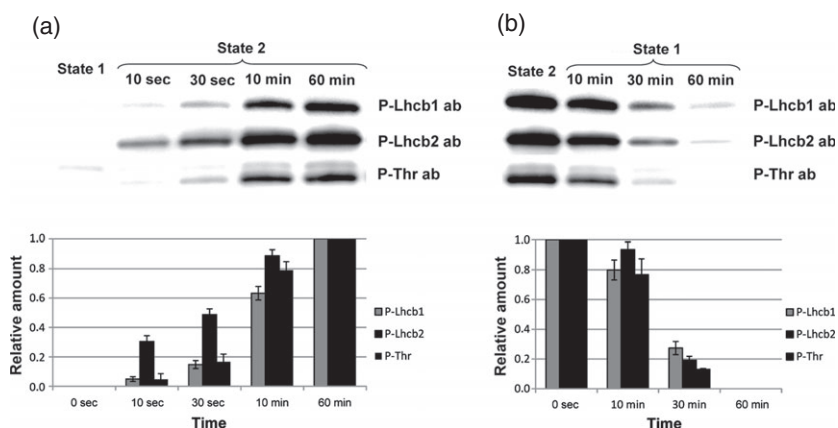 (a)
State 2
State 1
10 sec 30 sec 10 min 60 min
P-Lhcb1 ab
P-Lhcb2 ab
P-Thr ab
Relative amount
1.0
0.8
0.6
0.4
0.2
0.0
0 sec 10 sec 30 sec 10 min 60 min
Time
P-Lhcb1
P-Lhcb2
P-Thr
(b)
State 1
State 2 10 min 30 min 60 min
P-Lhcb1 ab
P-Lhcb2 ab
P-Thr ab
Relative amount
1.0
0.8
0.6
0.4
0.2
0.0
0 sec 10 min 30 min 60 min
Time
P-Lhcb1
P-Lhcb2
P-Thr